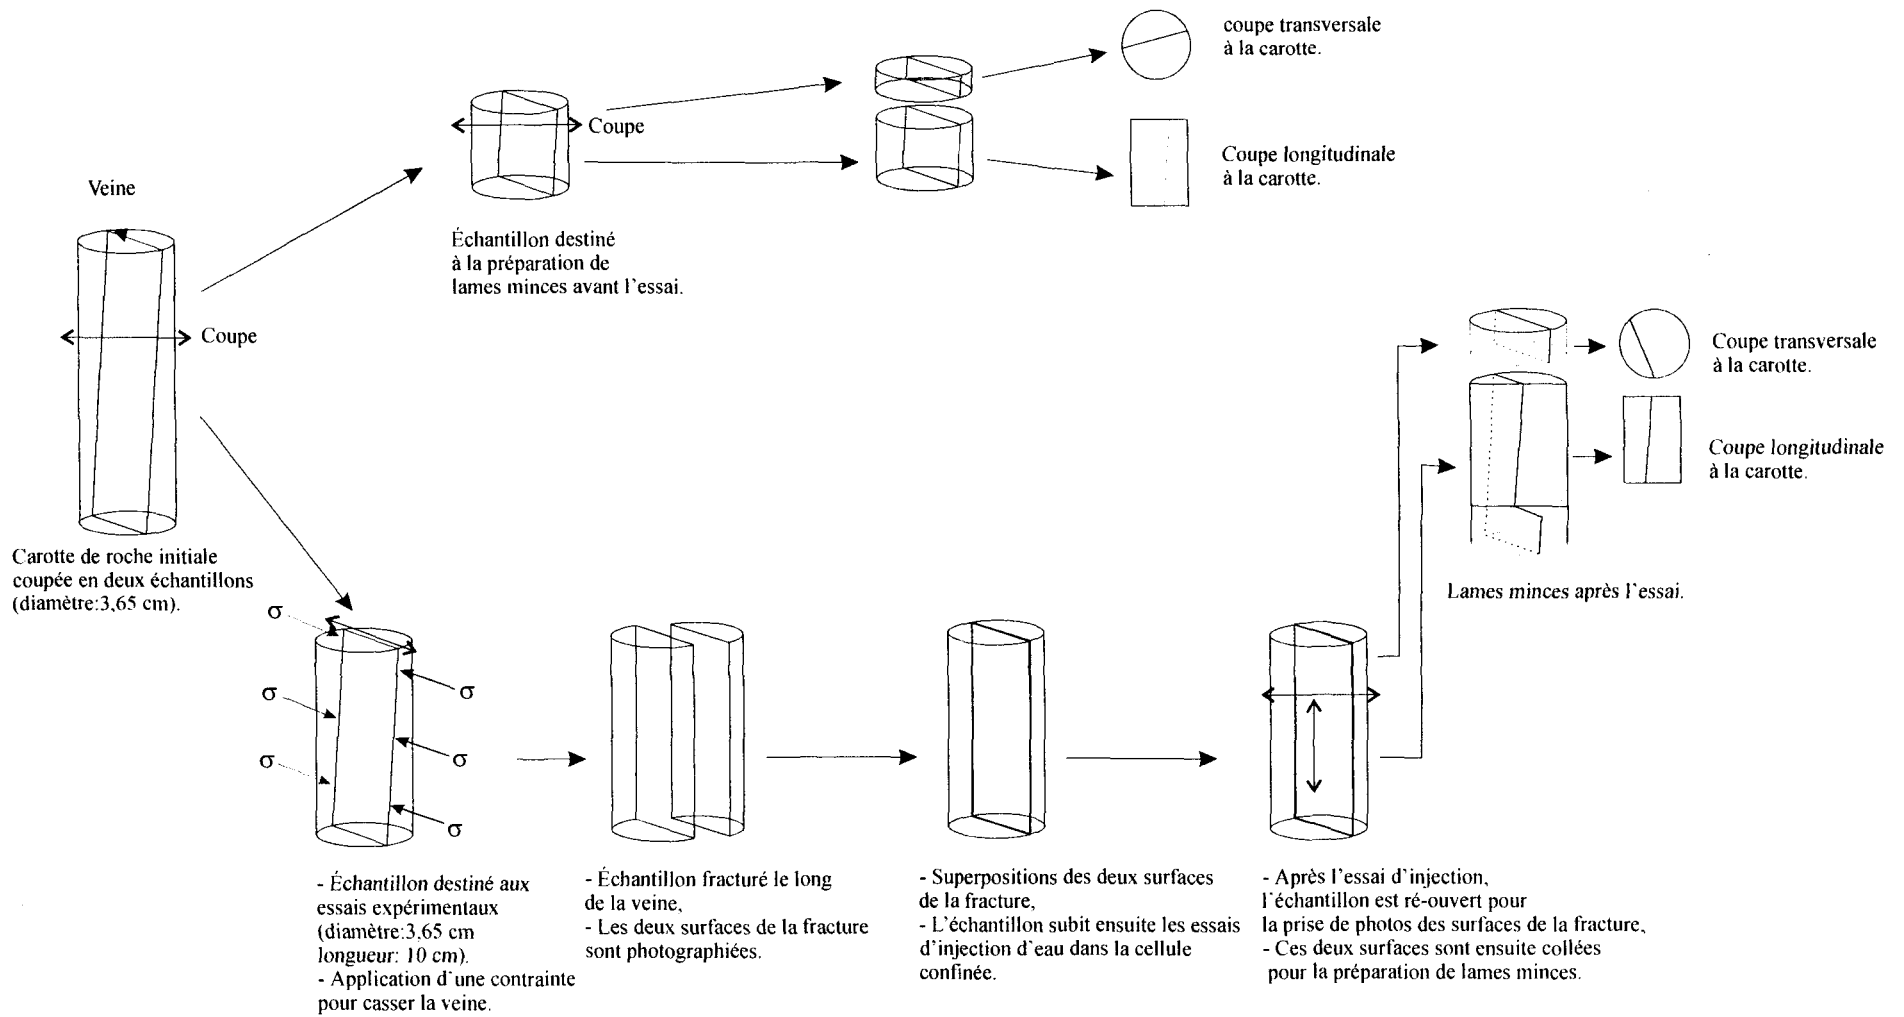 coupe transversale
à la carotte.
Coupe
Coupe longitudinale
à la carotte.
Veine
Échantillon destiné
à la préparation de
lames minces avant l'essai.
Coupe
Coupe transversale
à la carotte.
Coupe longitudinale
à la carotte.
Carotte de roche initiale
coupée en deux échantillons
(diamètre:3,65 cm).
Lames minces après l'essai.
σ
σ
σ
σ
σ
σ
- Échantillon destiné aux
essais expérimentaux
(diamètre:3,65 cm
longueur: 10 cm).
- Application d'une contrainte
pour casser la veine.
- Échantillon fracturé le long
de la veine,
- Les deux surfaces de la fracture
sont photographiées.
- Superpositions des deux surfaces
de la fracture,
- L'échantillon subit ensuite les essais
d'injection d'eau dans la cellule
confinée.
- Après l'essai d'injection,
l'échantillon est ré-ouvert pour
la prise de photos des surfaces de la fracture,
- Ces deux surfaces sont ensuite collées
pour la préparation de lames minces.